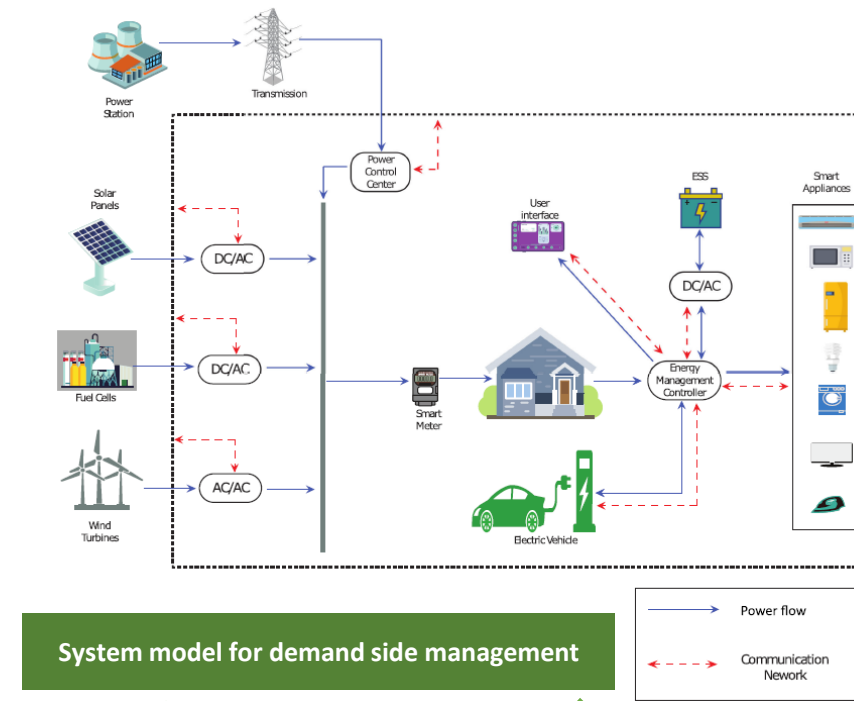 Power
Station
Transmission
Power
Control
Center
Solar
Panels
DC/AC
User
interface
ESS
Smart
Appliances
DC/AC
Fuel Cells
DC/AC
Smart
Meter
Energy
Management
Controller
Wind
Turbines
AC/AC
Electric Vehicle
System model for demand side management
Power flow
Communication
Nework